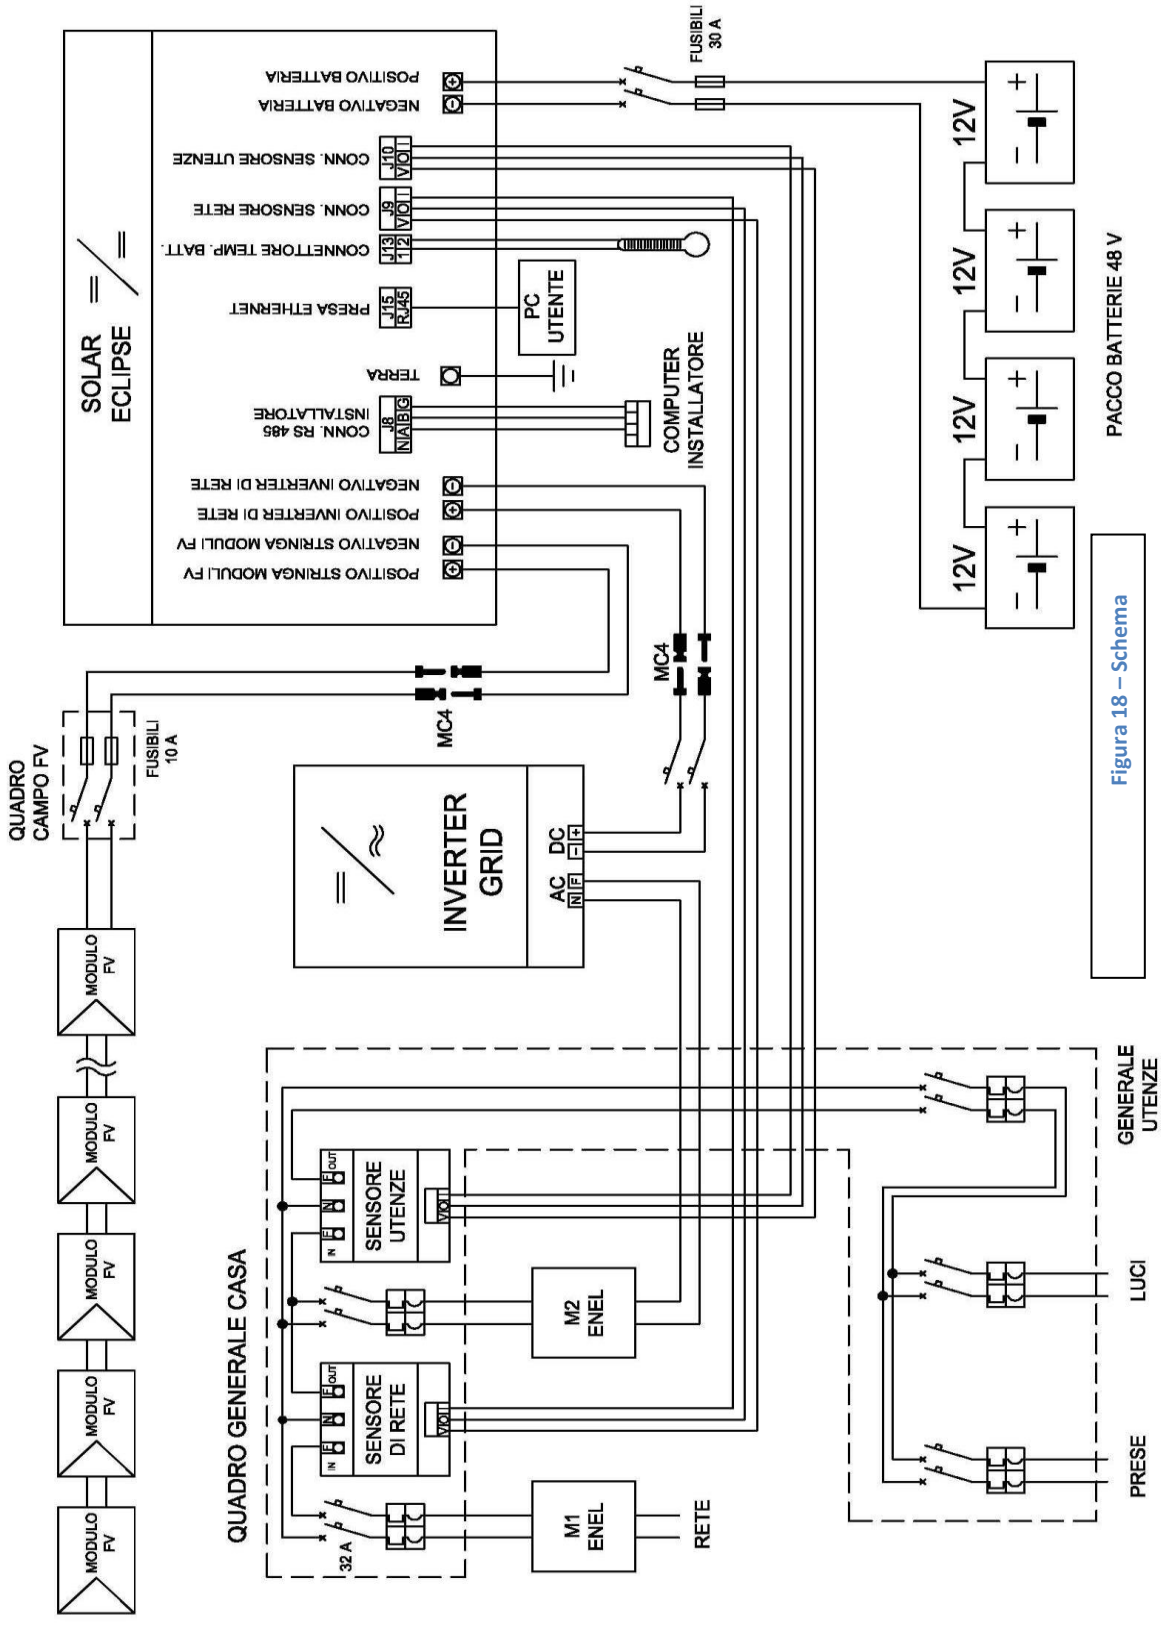 SOLAR
ECLIPSE
POSITIVO STRINGA MODULI FV
NEGATIVO STRINGA MODULI FV
POSITIVO INVERTER DI RETE
NEGATIVO INVERTER DI RETE
CONN. RS 485
INSTALLATORE
J8
N A B G
TERRA
PRESA ETHERNET
J15
RJ45
CONNETTORE TEMP. BATT.
J13
1 2
CONN. SENSORE RETE
J9
V O I
CONN. SENSORE UTENZE
J10
V O I
NEGATIVO BATTERIA
POSITIVO BATTERIA
+
-
+
-
-
+
PC
UTENTE
COMPUTER
INSTALLATORE
FUSIBILI
30 A
12V
12V
12V
12V
- +
- +
- +
- +
PACCO BATTERIE 48 V
QUADRO
CAMPO FV
FUSIBILI
10 A
MC4
MC4
MODULO
FV
MODULO
FV
MODULO
FV
MODULO
FV
MODULO
FV
INVERTER
GRID
AC
N F
DC
- +
QUADRO GENERALE CASA
32 A
IN F N F OUT
SENSORE
DI RETE
V O I
IN F N F OUT
SENSORE
UTENZE
V O I
M1
ENEL
M2
ENEL
RETE
PRESE
LUCI
GENERALE
UTENZE
Figura 18 – Schema